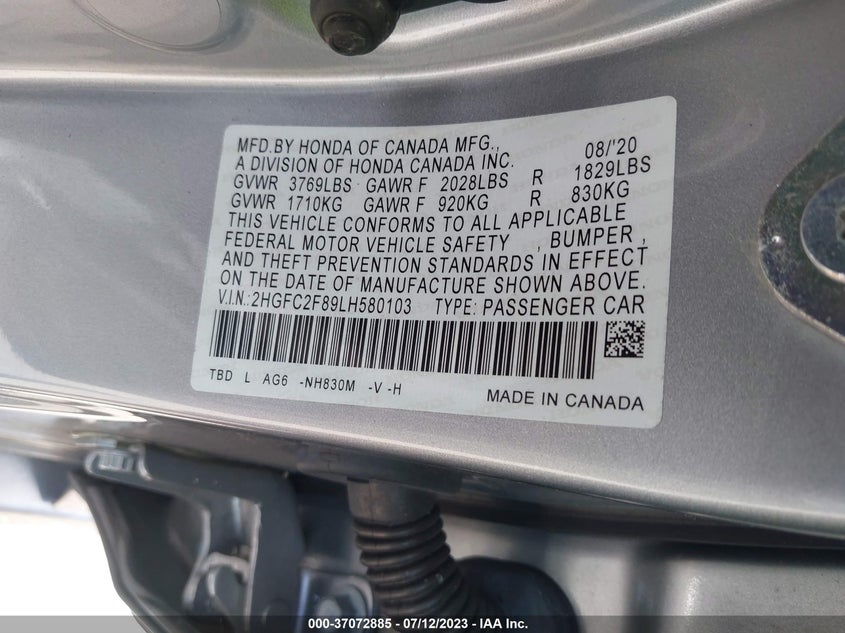 MFD.BY HONDA OF CANADA MFG., 08/'20
A DIVISION OF HONDA CANADA INC.
GVWR 3769LBS GAWR F 2028LBS R 1829LBS
GVWR 1710KG GAWR F 920KG R 830KG
THIS VEHICLE CONFORMS TO ALL APPLICABLE
FEDERAL MOTOR VEHICLE SAFETY , BUMPER ,
AND THEFT PREVENTION STANDARDS IN EFFECT
ON THE DATE OF MANUFACTURE SHOWN ABOVE.
V.I.N.:2HGFC2F89LH580103 TYPE: PASSENGER CAR
TBD L AG6 -NH830M -V -H MADE IN CANADA
000-37072885 - 07/12/2023 - IAA Inc.